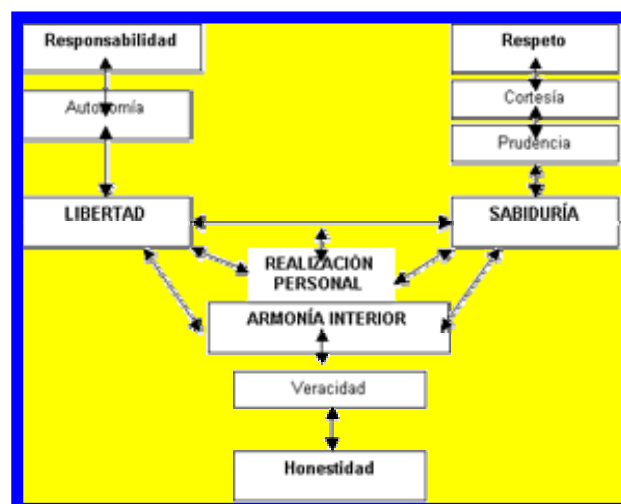 Responsabilidad
Respeto
Autonomía
Cortesía
Prudencia
LIBERTAD
SABIDURÍA
REALIZACIÓN
PERSONAL
ARMONÍA INTERIOR
Veracidad
Honestidad